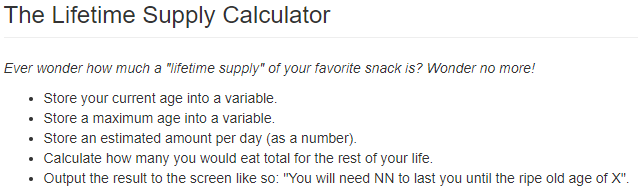 The Lifetime Supply Calculator
Ever wonder how much a "lifetime supply" of your favorite snack is? Wonder no more!
• Store your current age into a variable.
• Store a maximum age into a variable.
• Store an estimated amount per day (as a number).
• Calculate how many you would eat total for the rest of your life.
• Output the result to the screen like so: "You will need NN to last you until the ripe old age of X".